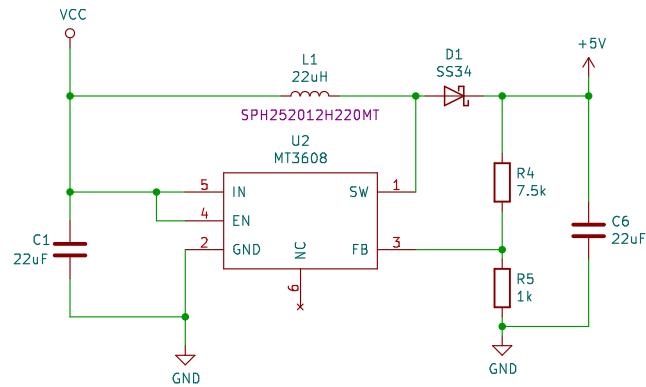 VCC
+5V
L1
22uH
SPH252012H220MT
D1
SS34
U2
MT3608
5 IN SW 1
4 EN
2 GND FB 3
NC
6
R4
7.5k
R5
1k
C1
22uF
C6
22uF
GND
GND